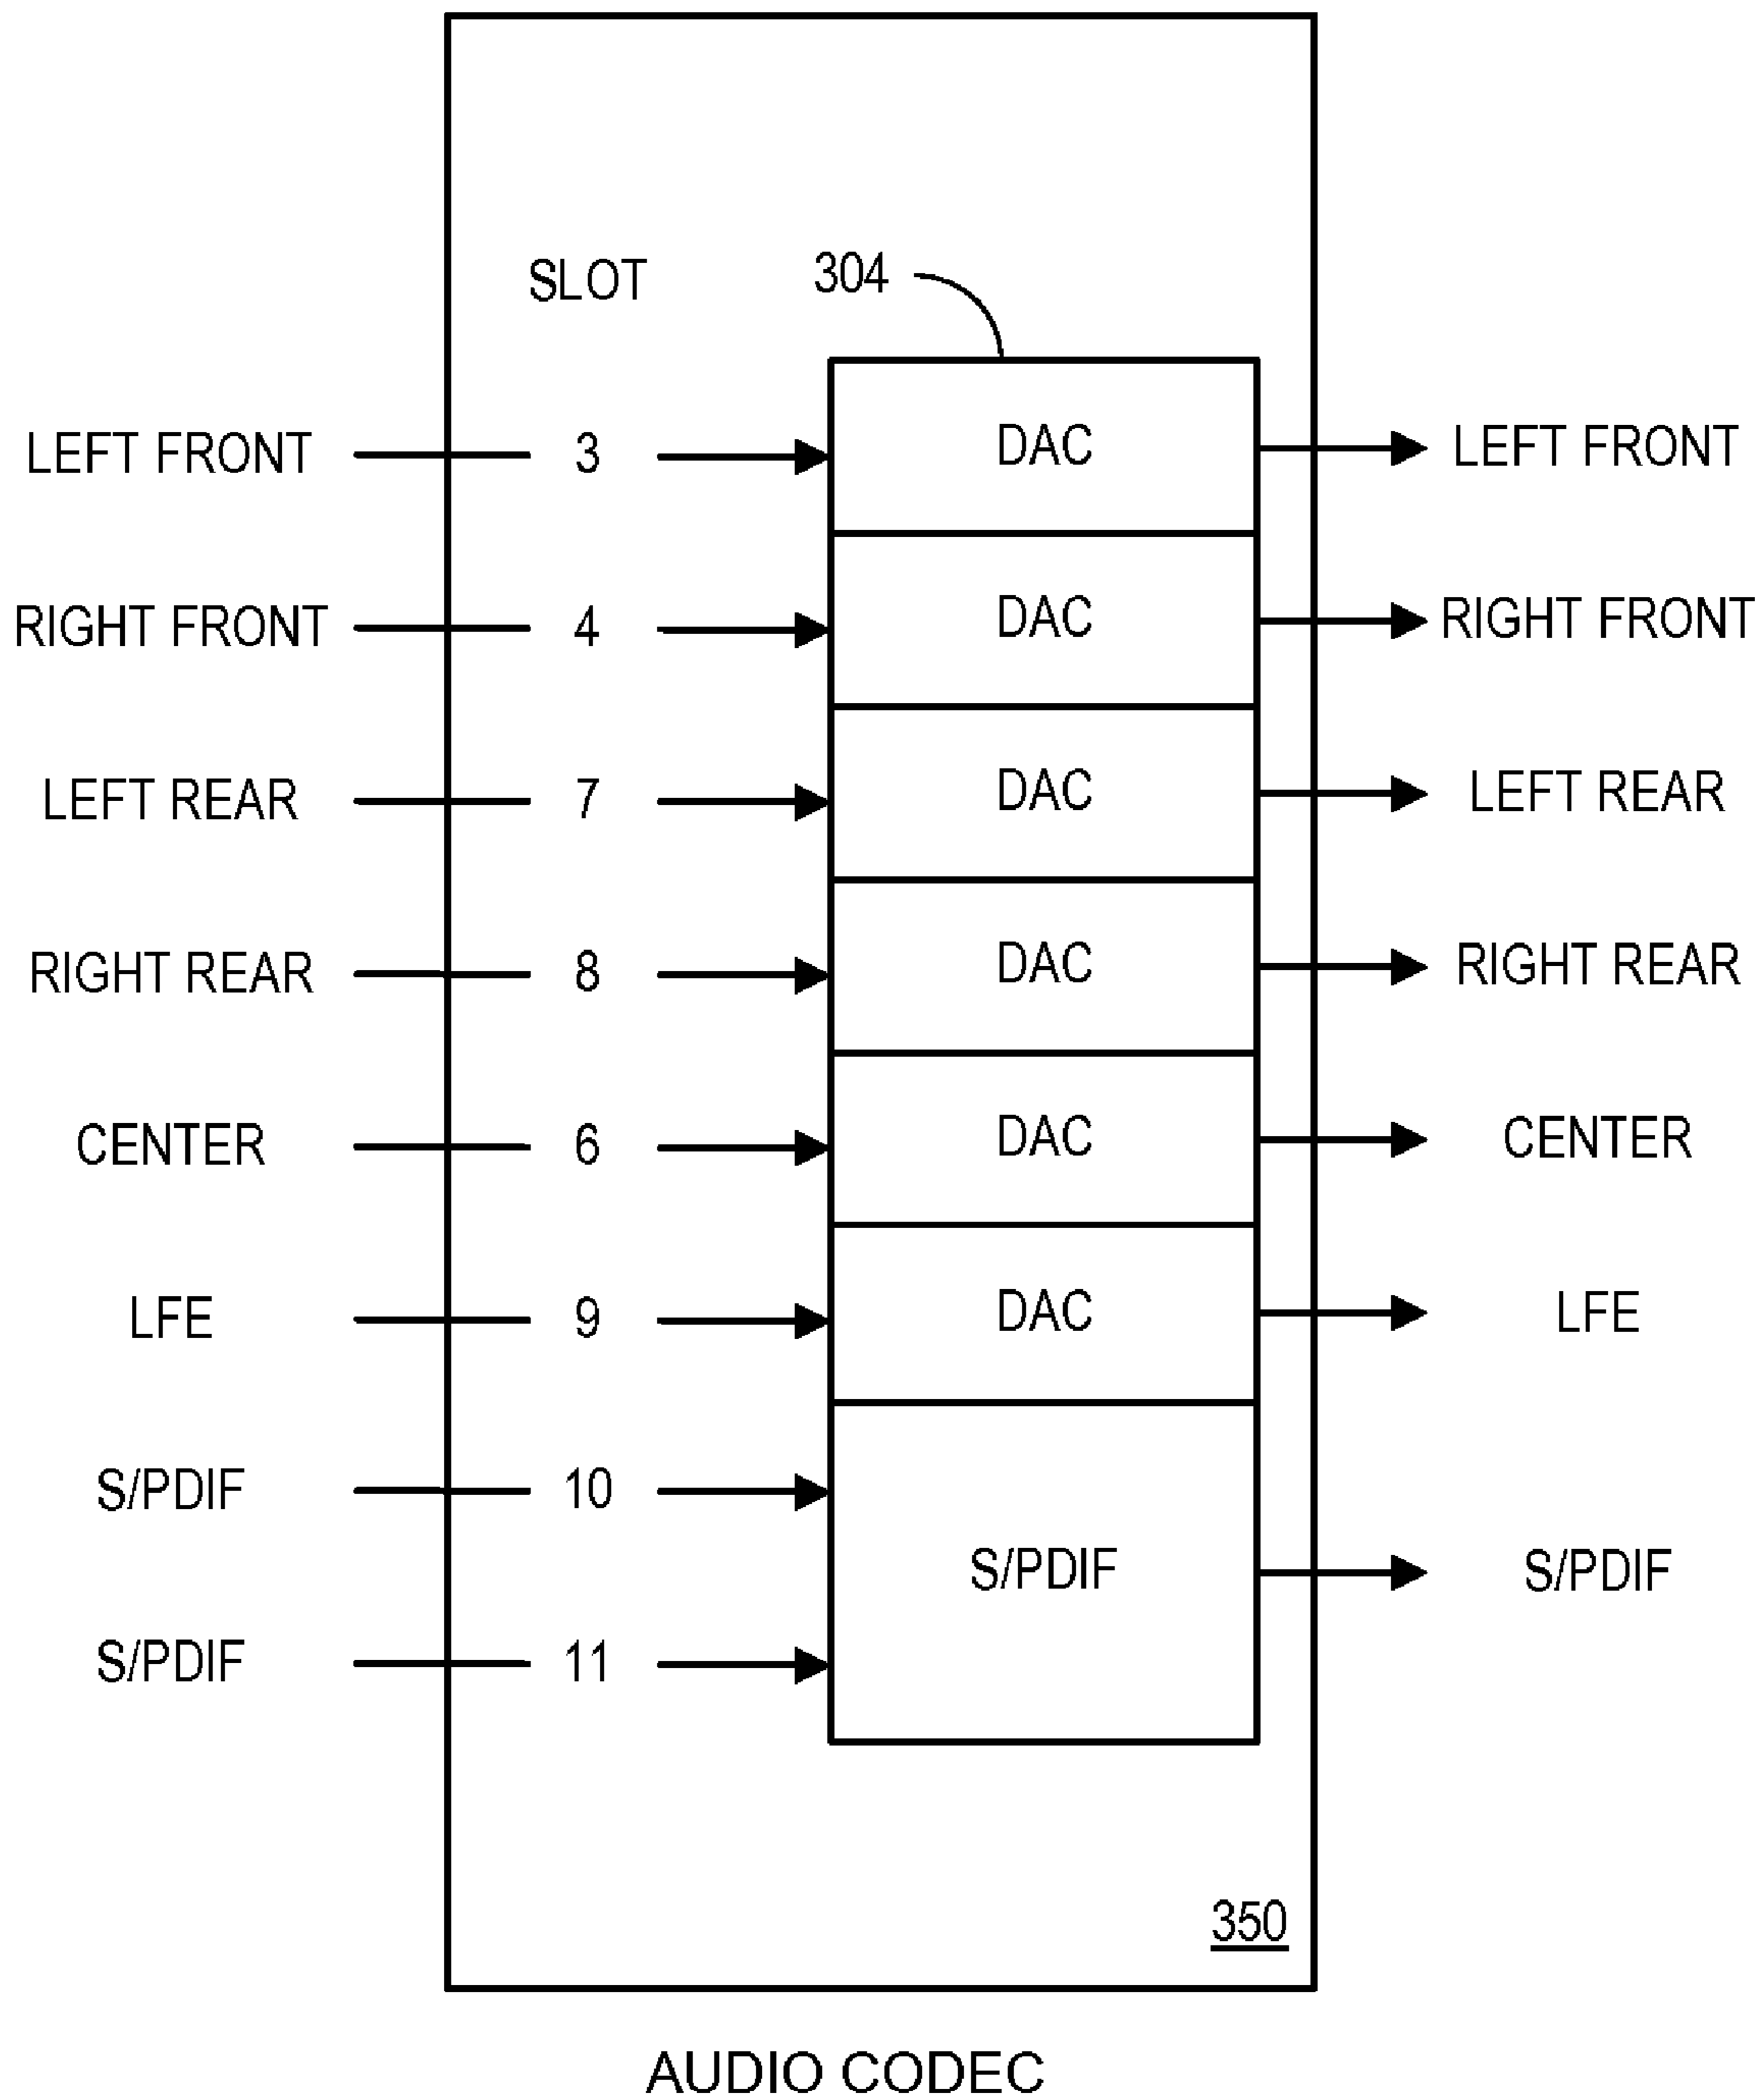 SLOT
304
LEFT FRONT 3 DAC LEFT FRONT
RIGHT FRONT 4 DAC RIGHT FRONT
LEFT REAR 7 DAC LEFT REAR
RIGHT REAR 8 DAC RIGHT REAR
CENTER 6 DAC CENTER
LFE 9 DAC LFE
S/PDIF 10
S/PDIF S/PDIF
S/PDIF 11
350
AUDIO CODEC